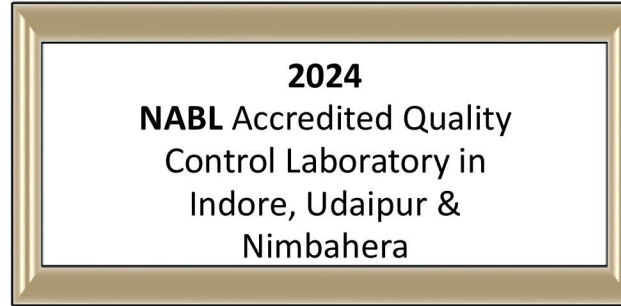 2024
NABL Accredited Quality
Control Laboratory in
Indore, Udaipur &
Nimbahera